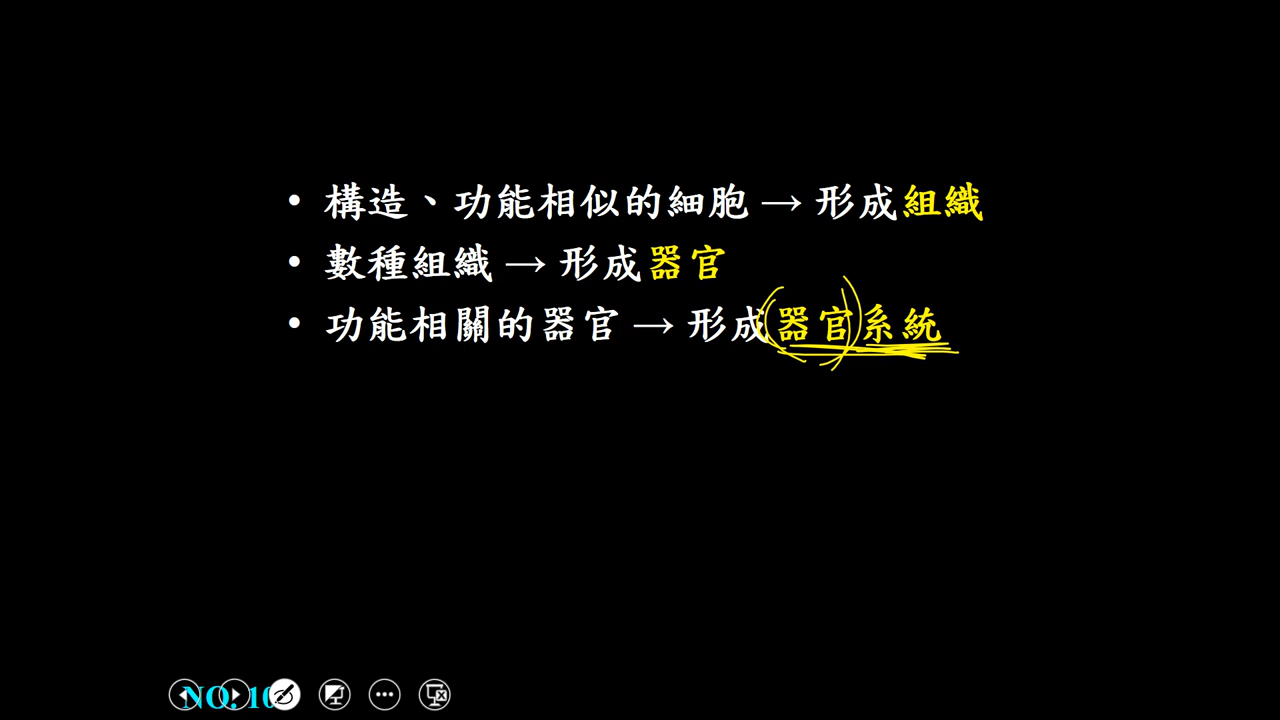 • 構造、功能相似的細胞 → 形成組織
• 數種組織 → 形成器官
• 功能相關的器官 → 形成(器官)系統
NO. 10